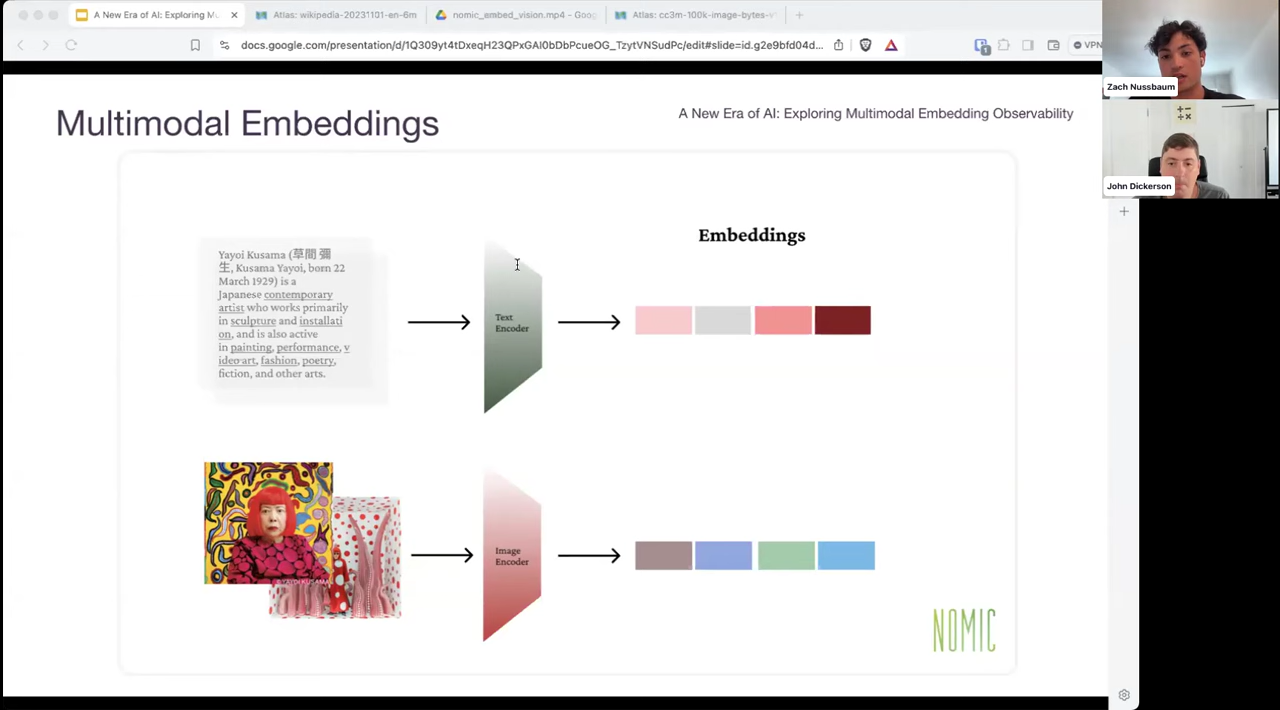 A New Era of AI: Exploring Mu
Atlas: wikipedia-20231101-en-6m
nomic_embed_vision.mp4 - Goog
Atlas: cc3m-100k-image-bytes-v
docs.google.com/presentation/d/1Q309yt4tDxeqH23QPxGAI0bDbPcueOG_TzytVNSudPc/edit#slide=id.g2e9bfd04d...
1
VPN
Zach Nussbaum
John Dickerson
Multimodal Embeddings
A New Era of AI: Exploring Multimodal Embedding Observability
Embeddings
Yayoi Kusama (草間 彌
生, Kusama Yayoi, born 22
March 1929) is a
Japanese contemporary
artist who works primarily
in sculpture and installati
on, and is also active
in painting, performance, v
ideo art, fashion, poetry,
fiction, and other arts.
Text
Encoder
©YAYOI KUSAMA
Image
Encoder
NOMIC